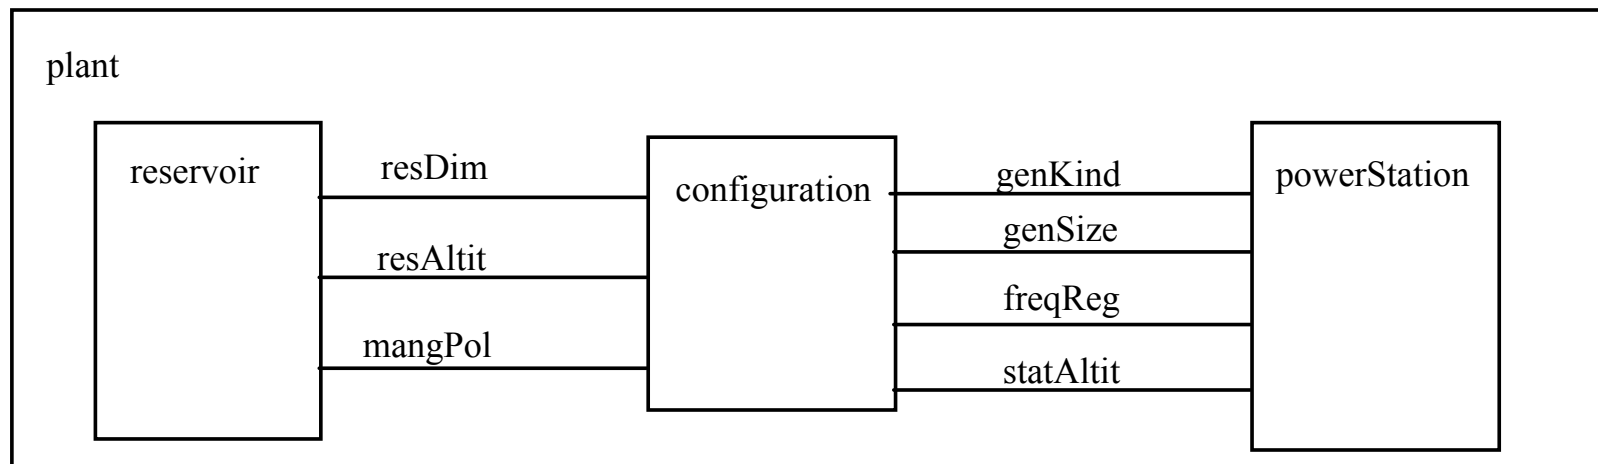 plant
reservoir
resDim
resAltit
mangPol
configuration
genKind
genSize
freqReg
statAltit
powerStation